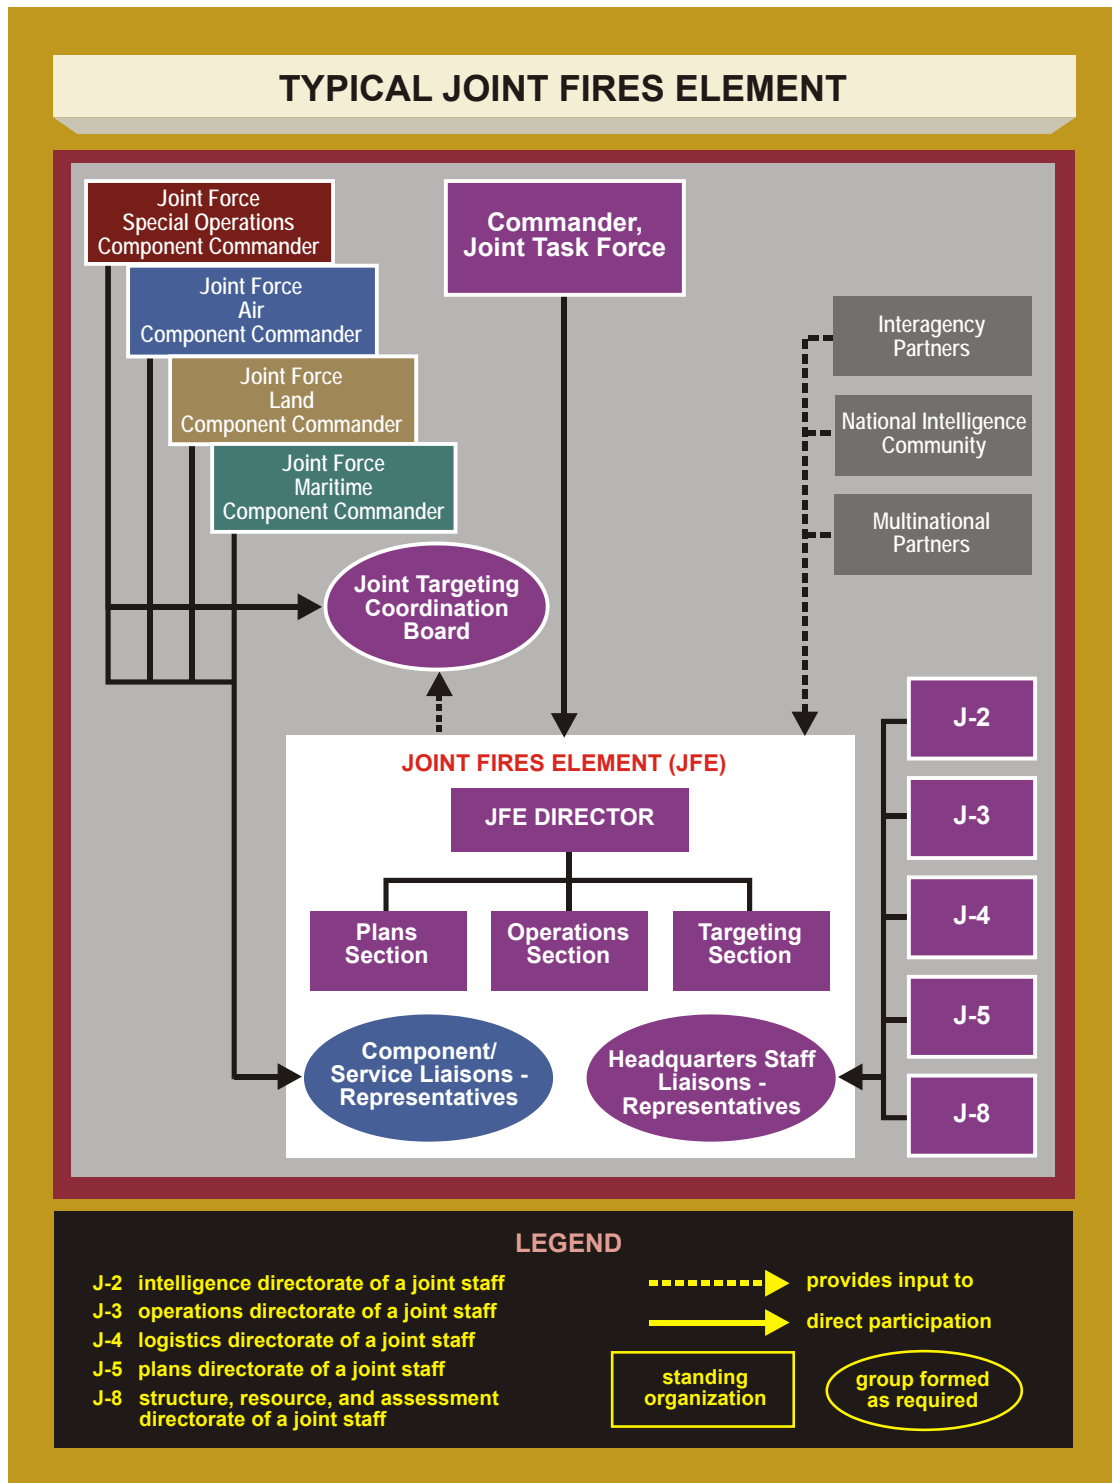 TYPICAL JOINT FIRES ELEMENT
Joint Force
Special Operations
Component Commander
Joint Force
Air
Component Commander
Joint Force
Land
Component Commander
Joint Force
Maritime
Component Commander
Commander,
Joint Task Force
Interagency
Partners
National Intelligence
Community
Multinational
Partners
Joint Targeting
Coordination
Board
J-2
J-3
J-4
J-5
J-8
JOINT FIRES ELEMENT (JFE)
JFE DIRECTOR
Plans
Section
Operations
Section
Targeting
Section
Component/
Service Liaisons -
Representatives
Headquarters Staff
Liaisons -
Representatives
LEGEND
J-2 intelligence directorate of a joint staff
J-3 operations directorate of a joint staff
J-4 logistics directorate of a joint staff
J-5 plans directorate of a joint staff
J-8 structure, resource, and assessment
directorate of a joint staff
provides input to
direct participation
standing
organization
group formed
as required